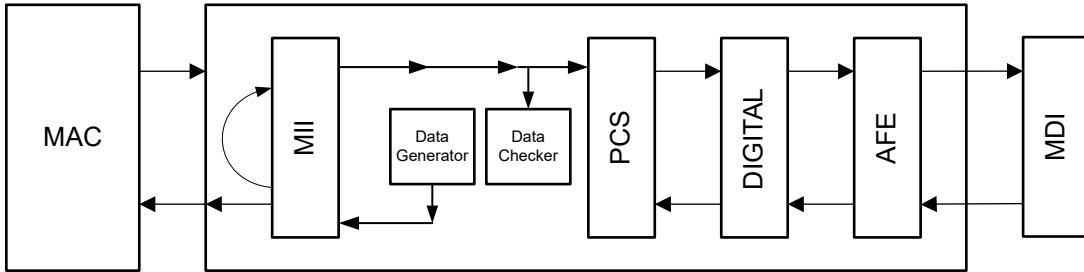 MAC
MII
Data
Generator
Data
Checker
PCS
DIGITAL
AFE
MDI